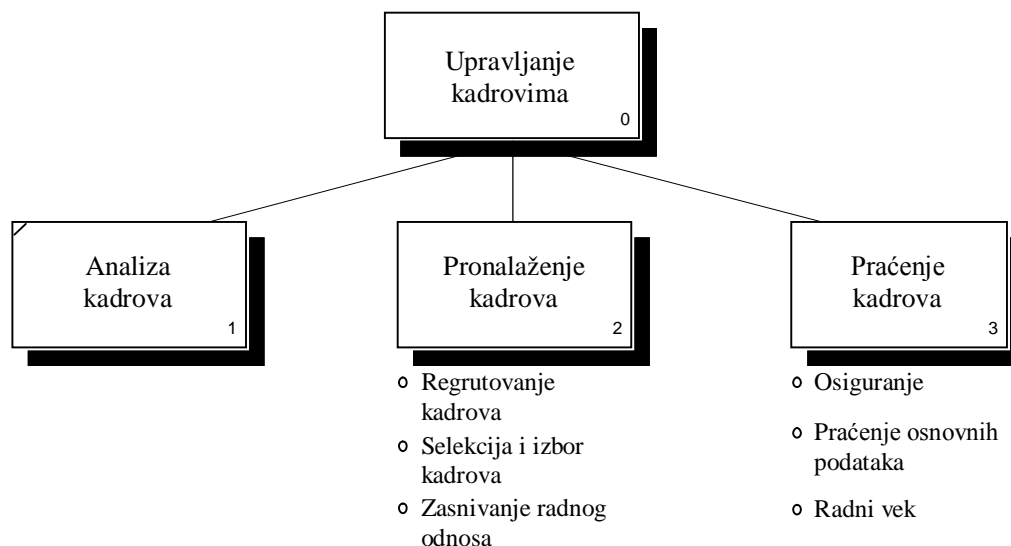 Upravljanje
kadrovima
0
Analiza
kadrova
1
Pronalaženje
kadrova
2
Praćenje
kadrova
3
Regrutovanje
kadrova
Selekcija i izbor
kadrova
Zasnivanje radnog
odnosa
Osiguranje
Praćenje osnovnih
podataka
Radni vek